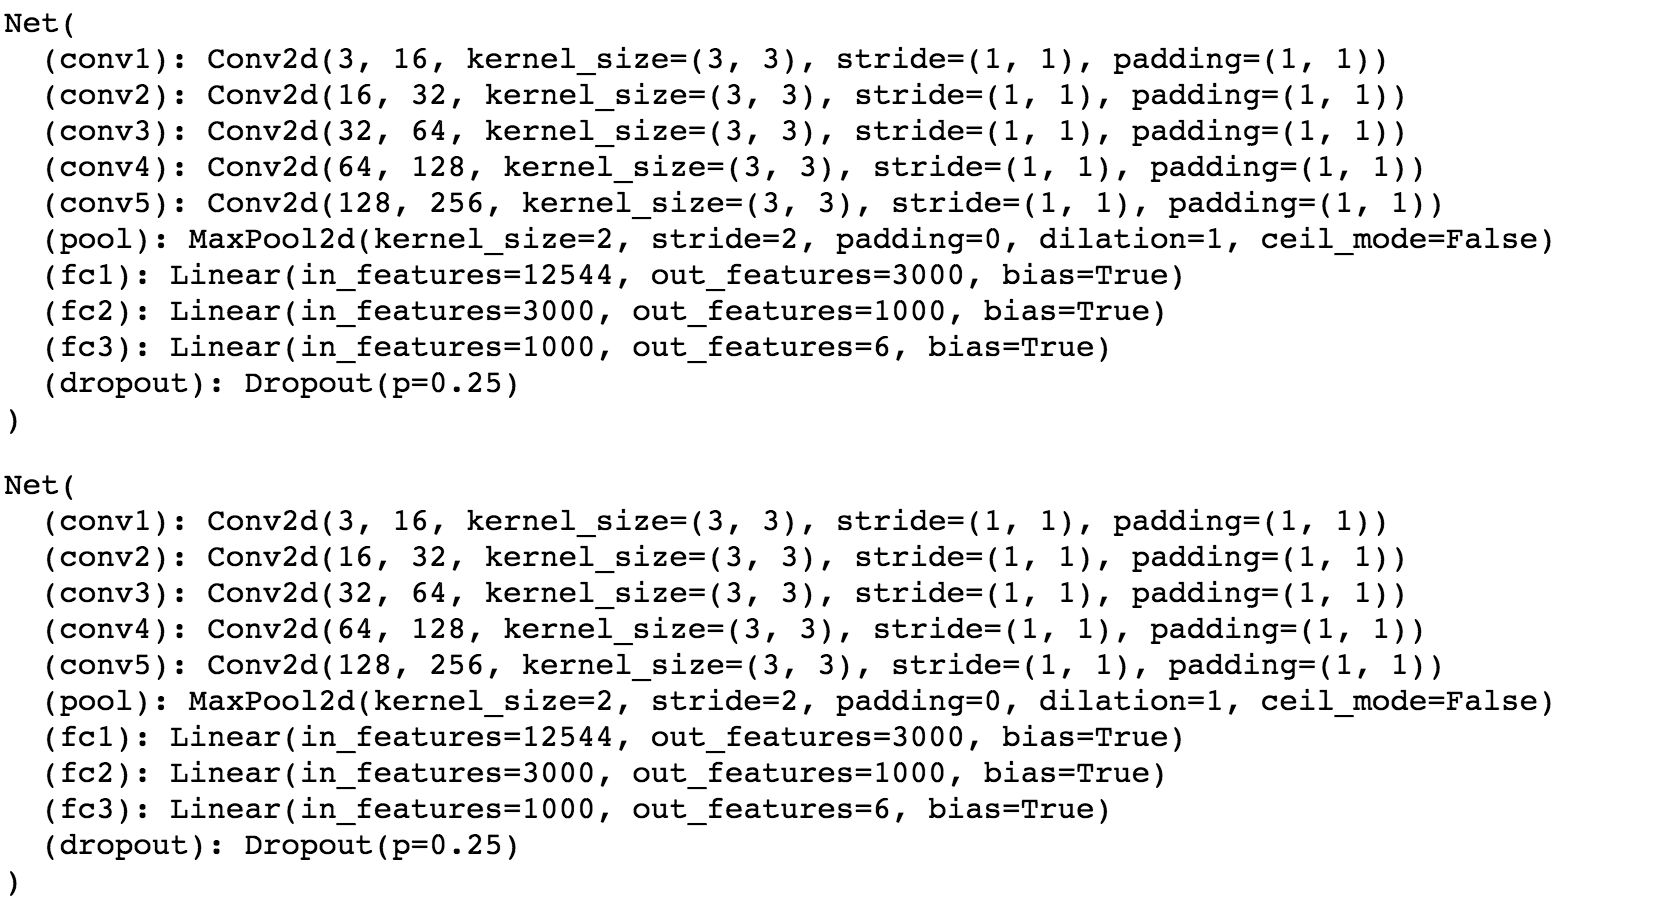 Net(
  (conv1): Conv2d(3, 16, kernel_size=(3, 3), stride=(1, 1), padding=(1, 1))
  (conv2): Conv2d(16, 32, kernel_size=(3, 3), stride=(1, 1), padding=(1, 1))
  (conv3): Conv2d(32, 64, kernel_size=(3, 3), stride=(1, 1), padding=(1, 1))
  (conv4): Conv2d(64, 128, kernel_size=(3, 3), stride=(1, 1), padding=(1, 1))
  (conv5): Conv2d(128, 256, kernel_size=(3, 3), stride=(1, 1), padding=(1, 1))
  (pool): MaxPool2d(kernel_size=2, stride=2, padding=0, dilation=1, ceil_mode=False)
  (fc1): Linear(in_features=12544, out_features=3000, bias=True)
  (fc2): Linear(in_features=3000, out_features=1000, bias=True)
  (fc3): Linear(in_features=1000, out_features=6, bias=True)
  (dropout): Dropout(p=0.25)
)
Net(
  (conv1): Conv2d(3, 16, kernel_size=(3, 3), stride=(1, 1), padding=(1, 1))
  (conv2): Conv2d(16, 32, kernel_size=(3, 3), stride=(1, 1), padding=(1, 1))
  (conv3): Conv2d(32, 64, kernel_size=(3, 3), stride=(1, 1), padding=(1, 1))
  (conv4): Conv2d(64, 128, kernel_size=(3, 3), stride=(1, 1), padding=(1, 1))
  (conv5): Conv2d(128, 256, kernel_size=(3, 3), stride=(1, 1), padding=(1, 1))
  (pool): MaxPool2d(kernel_size=2, stride=2, padding=0, dilation=1, ceil_mode=False)
  (fc1): Linear(in_features=12544, out_features=3000, bias=True)
  (fc2): Linear(in_features=3000, out_features=1000, bias=True)
  (fc3): Linear(in_features=1000, out_features=6, bias=True)
  (dropout): Dropout(p=0.25)
)